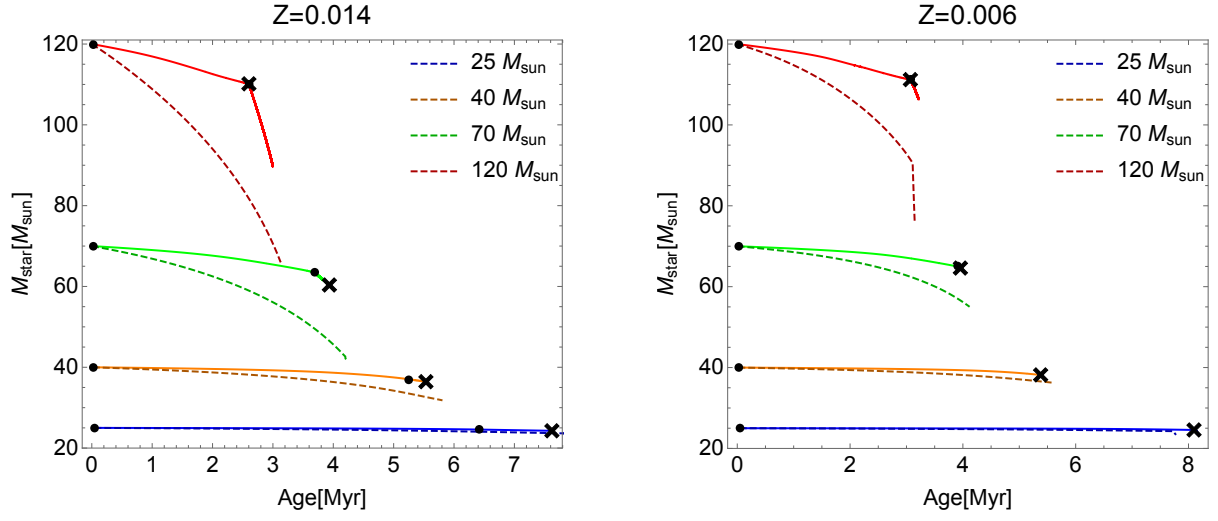 Z=0.014
M_star[M_sun]
120
100
80
60
40
20
0 1 2 3 4 5 6 7
Age[Myr]
25 M_sun
40 M_sun
70 M_sun
120 M_sun
Z=0.006
M_star[M_sun]
120
100
80
60
40
20
0 2 4 6 8
Age[Myr]
25 M_sun
40 M_sun
70 M_sun
120 M_sun